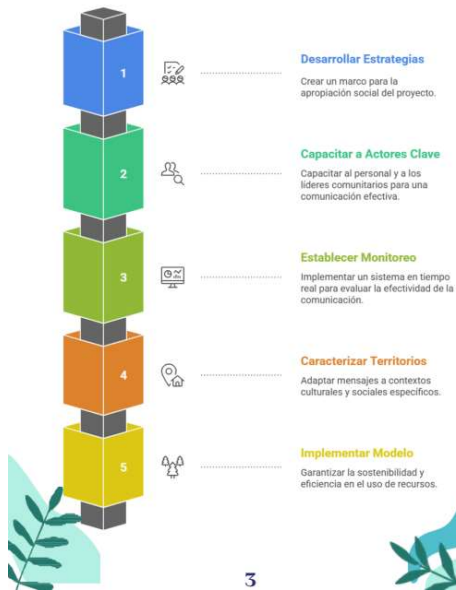 1
Desarrollar Estrategias
Crear un marco para la
apropiación social del proyecto.
2
Capacitar a Actores Clave
Capacitar al personal y a los
líderes comunitarios para una
comunicación efectiva.
3
Establecer Monitoreo
Implementar un sistema en tiempo
real para evaluar la efectividad de la
comunicación.
4
Caracterizar Territorios
Adaptar mensajes a contextos
culturales y sociales específicos.
5
Implementar Modelo
Garantizar la sostenibilidad y
eficiencia en el uso de recursos.
3